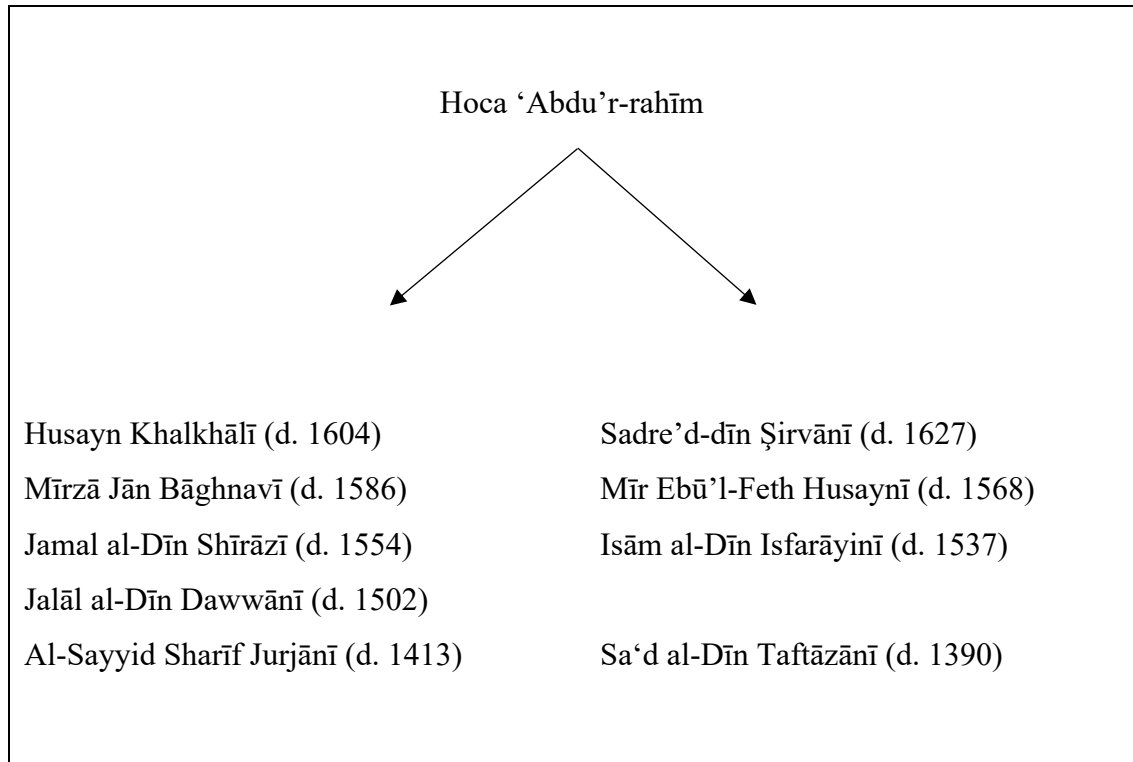 Hoca ‘Abdu’r-rahīm
Husayn Khalkhālī (d. 1604)
Mīrzā Jān Bāghnavī (d. 1586)
Jamal al-Dīn Shīrāzī (d. 1554)
Jalāl al-Dīn Dawwānī (d. 1502)
Al-Sayyid Sharīf Jurjānī (d. 1413)
Sadre’d-dīn Şirvānī (d. 1627)
Mīr Ebū’l-Feth Husaynī (d. 1568)
Isām al-Dīn Isfarāyinī (d. 1537)
Sa‘d al-Dīn Taftāzānī (d. 1390)